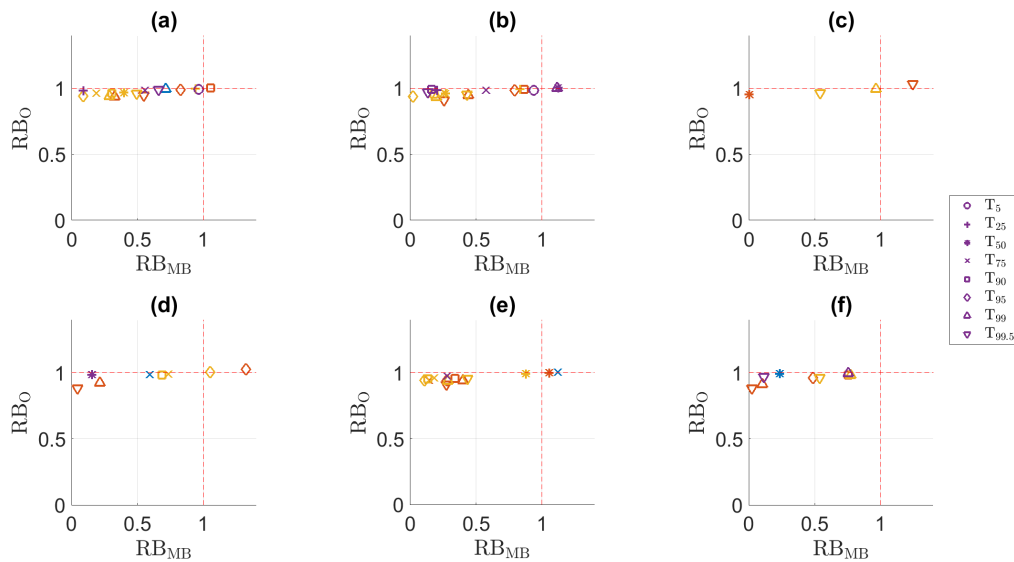 (a)
(b)
(c)
1
0.5
0
RB_O
0 0.5 1
RB_MB
1
0.5
0
RB_O
0 0.5 1
RB_MB
1
0.5
0
RB_O
0 0.5 1
RB_MB
T_5
T_25
T_50
T_75
T_90
T_95
T_99
T_99.5
(d)
(e)
(f)
1
0.5
0
RB_O
0 0.5 1
RB_MB
1
0.5
0
RB_O
0 0.5 1
RB_MB
1
0.5
0
RB_O
0 0.5 1
RB_MB